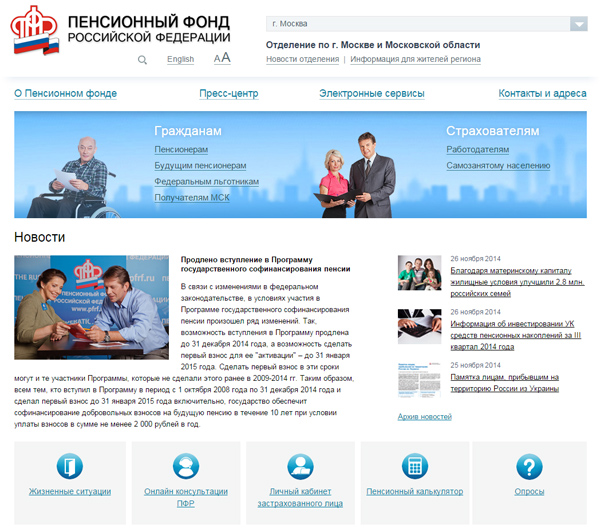 ПЕНСИОННЫЙ ФОНД
РОССИЙСКОЙ ФЕДЕРАЦИИ
English
A A
г. Москва
Отделение по г. Москве и Московской области
Новости отделения | Информация для жителей региона
О Пенсионном фонде
Пресс-центр
Электронные сервисы
Контакты и адреса
Гражданам
Пенсионерам
Будущим пенсионерам
Федеральным льготникам
Получателям МСК
Страхователям
Работодателям
Самозанятому населению
Новости
Продлено вступление в Программу
государственного софинансирования пенсии
В связи с изменениями в федеральном
законодательстве, в условиях участия в
Программе государственного софинансирования
пенсии произошел ряд изменений. Так,
возможность вступления в Программу продлена
до 31 декабря 2014 года, а возможность сделать
первый взнос для ее "активации" – до 31 января
2015 года. Сделать первый взнос в эти сроки
могут и те участники Программы, которые не сделали этого ранее в 2009-2014 гг. Таким образом,
всем тем, кто вступил в Программу в период с 1 октября 2008 года по 31 декабря 2014 года и
сделал первый взнос до 31 января 2015 года включительно, государство обеспечит
софинансирование добровольных взносов на будущую пенсию в течение 10 лет при условии
уплаты взносов в сумме не менее 2 000 рублей в год.
26 ноября 2014
Благодаря материнскому капиталу
жилищные условия улучшили 2,8 млн.
российских семей
26 ноября 2014
Информация об инвестировании УК
средств пенсионных накоплений за III
квартал 2014 года
25 ноября 2014
Памятка лицам, прибывшим на
территорию России из Украины
Архив новостей
Жизненные ситуации
Онлайн консультации
ПФР
Личный кабинет
застрахованного лица
Пенсионный калькулятор
Опросы